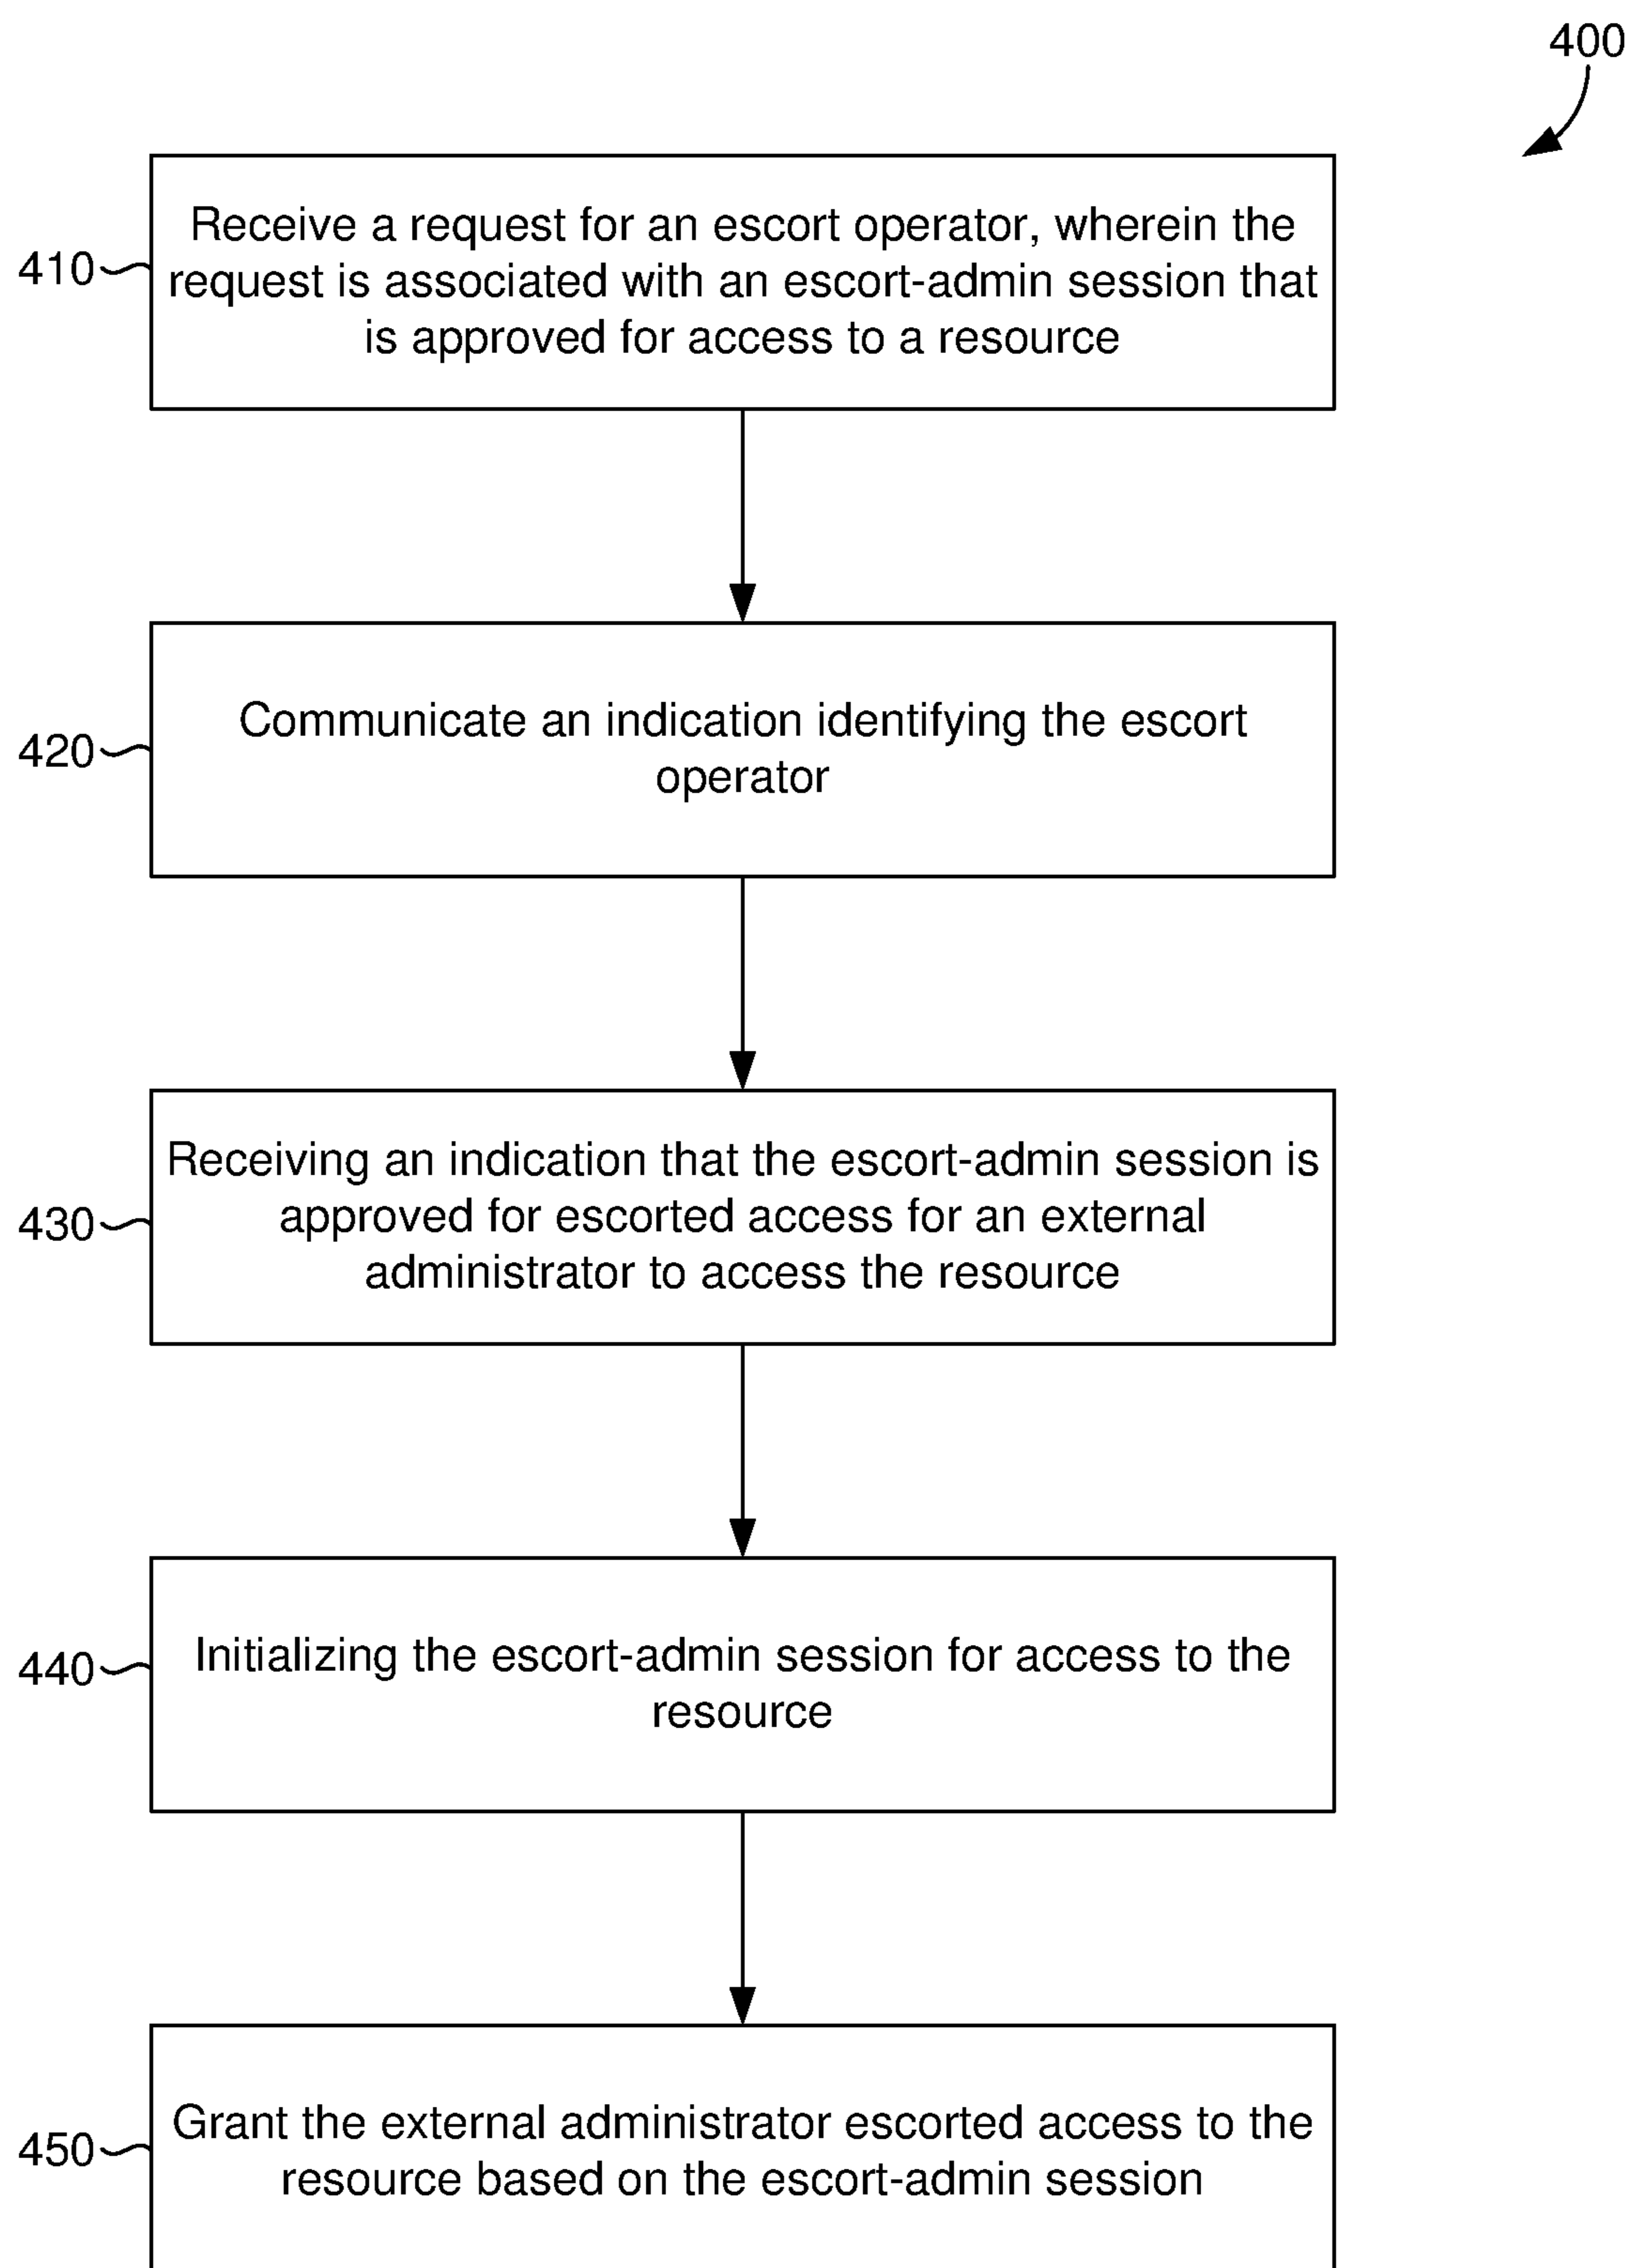 400
410
Receive a request for an escort operator, wherein the
request is associated with an escort-admin session that
is approved for access to a resource
420
Communicate an indication identifying the escort
operator
430
Receiving an indication that the escort-admin session is
approved for escorted access for an external
administrator to access the resource
440
Initializing the escort-admin session for access to the
resource
450
Grant the external administrator escorted access to the
resource based on the escort-admin session